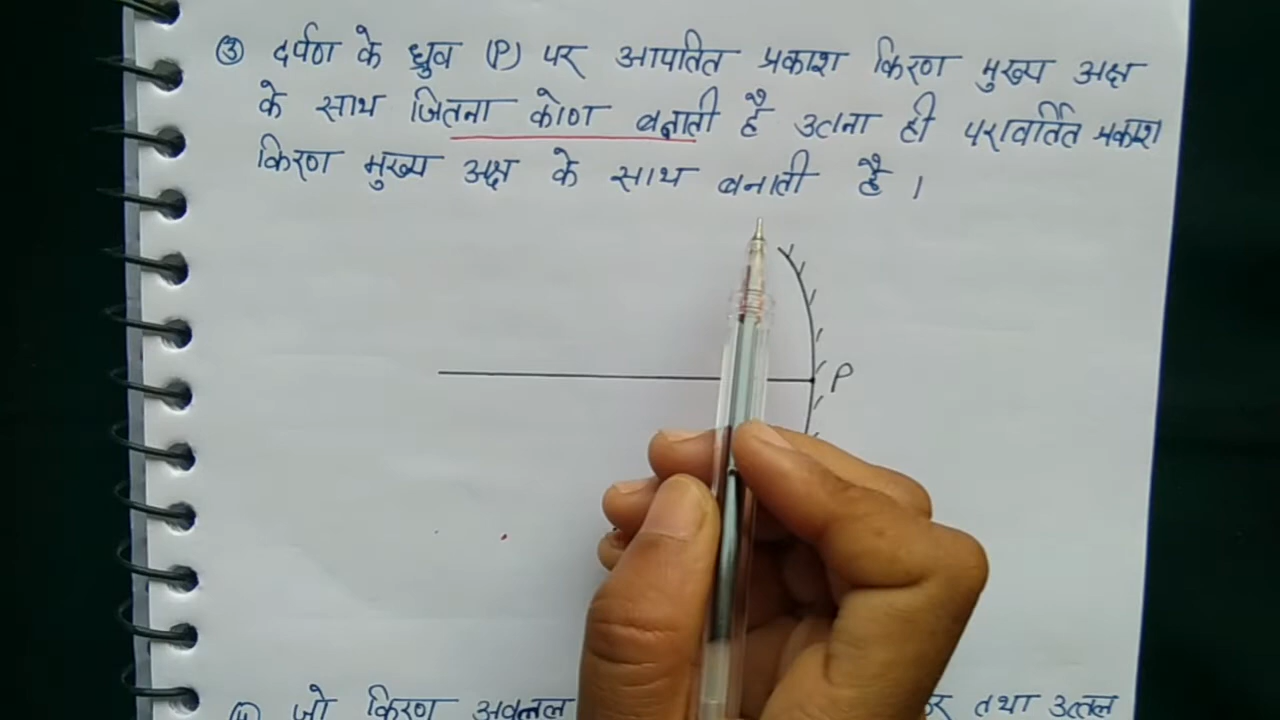 ③ दर्पण के ध्रुव (P) पर आपतित प्रकाश किरण मुख्य अक्ष
के साथ जितना कोण बनाती है उतना ही परावर्तित प्रकाश
किरण मुख्य अक्ष के साथ बनाती है ।
P
④ जो किरण अवतल तथा उत्तल